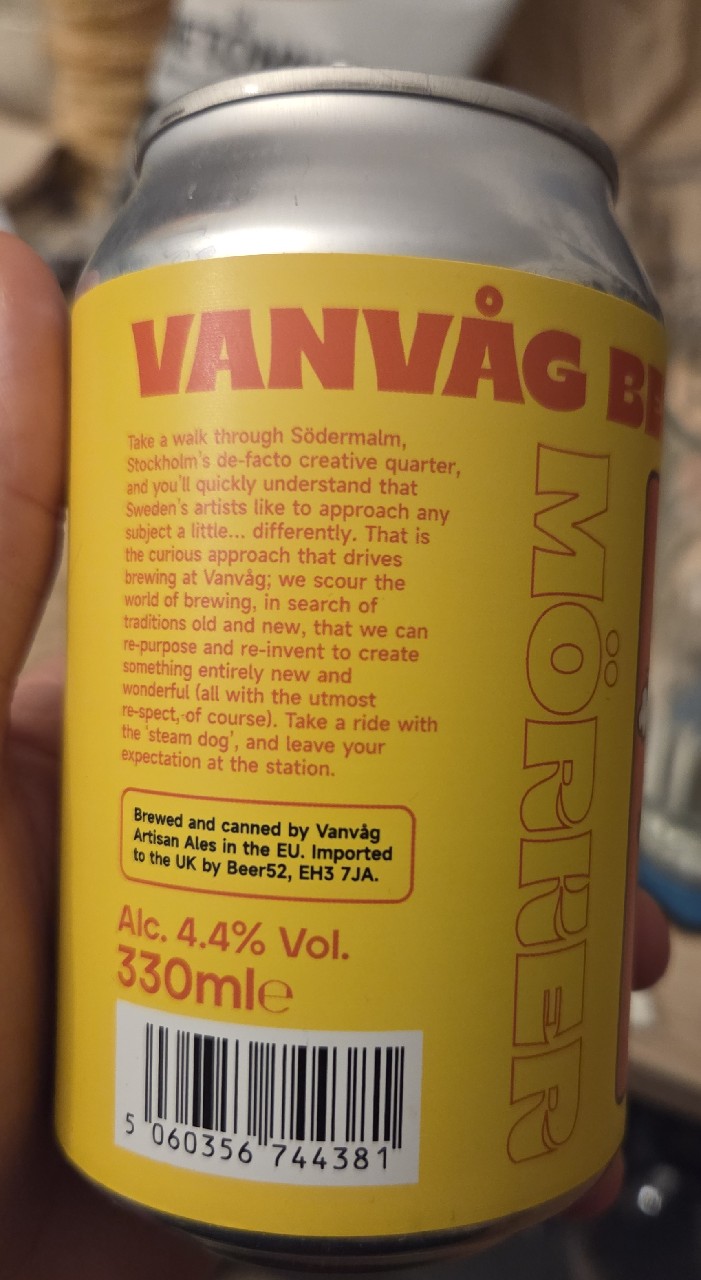 VANVÅG
Take a walk through Södermalm,
Stockholm's de-facto creative quarter,
and you'll quickly understand that
Sweden's artists like to approach any
subject a little... differently. That is
the curious approach that drives
brewing at Vanvåg; we scour the
world of brewing, in search of
traditions old and new, that we can
re-purpose and re-invent to create
something entirely new and
wonderful (all with the utmost
re-spect, of course). Take a ride with
the 'steam dog', and leave your
expectation at the station.
Brewed and canned by Vanvåg
Artisan Ales in the EU. Imported
to the UK by Beer52, EH3 7JA.
Alc. 4.4% Vol.
330ml℮
5 060356 744381
MÖRKER